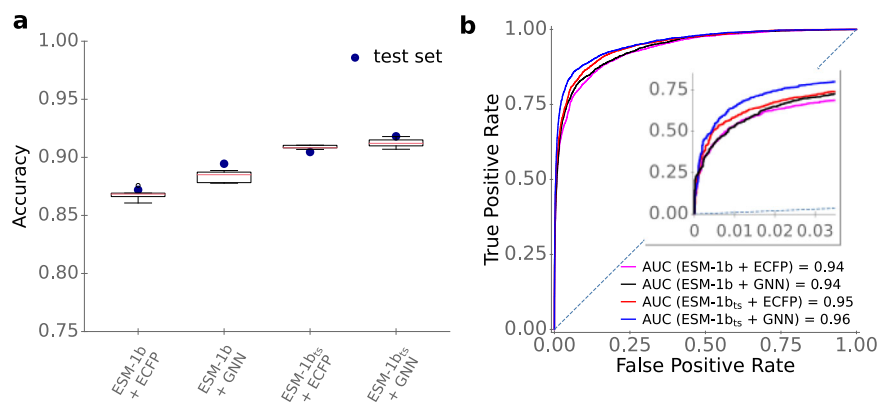 a
test set
Accuracy
1.00
0.95
0.90
0.85
0.80
0.75
ESM-1b
+ ECFP
ESM-1b
+ GNN
ESM-1bts
+ ECFP
ESM-1bts
+ GNN
b
True Positive Rate
1.00
0.75
0.50
0.25
0.00
0.75
0.50
0.25
0.00
0 0.01 0.02 0.03
AUC (ESM-1b + ECFP) = 0.94
AUC (ESM-1b + GNN) = 0.94
AUC (ESM-1bts + ECFP) = 0.95
AUC (ESM-1bts + GNN) = 0.96
0.00 0.25 0.50 0.75 1.00
False Positive Rate